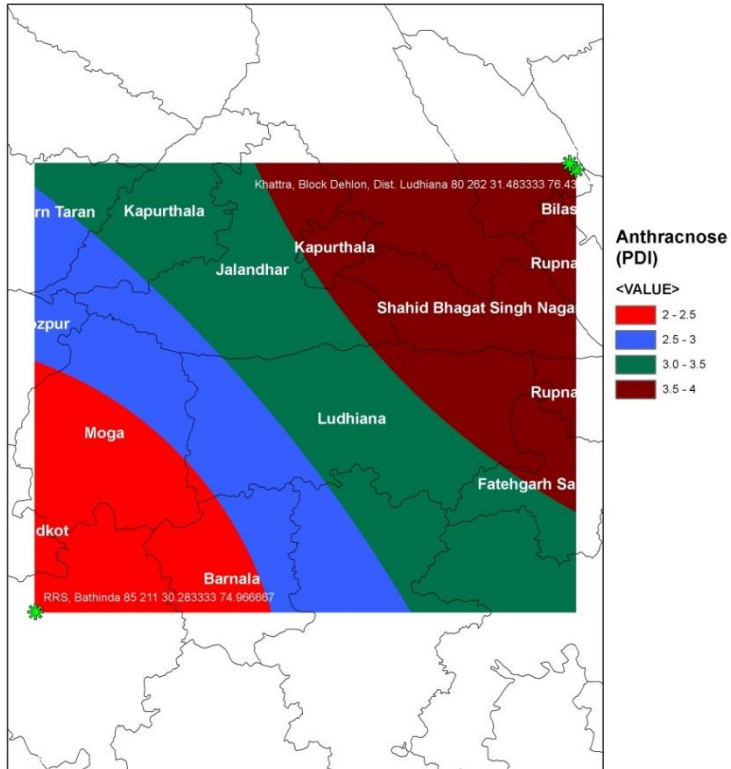 Khattra, Block Dehlon, Dist. Ludhiana 80 262 31.483333 76.43
rn Taran
Kapurthala
Bilas
Kapurthala
Rupna
Jalandhar
Shahid Bhagat Singh Nagar
ozpur
Rupna
Ludhiana
Moga
Fatehgarh Sa
dkot
Barnala
RRS, Bathinda 85 211 30.283333 74.966667
Anthracnose
(PDI)
<VALUE>
2 - 2.5
2.5 - 3
3.0 - 3.5
3.5 - 4